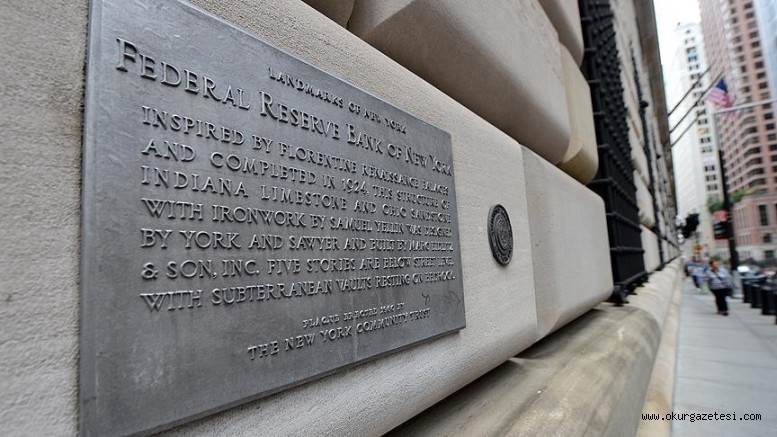 LANDMARKS OF NEW YORK
FEDERAL RESERVE BANK OF NEW YORK
INSPIRED BY FLORENTINE RENAISSANCE PALACES
AND COMPLETED IN 1924, THIS STRUCTURE OF
INDIANA LIMESTONE AND OHIO SANDSTONE
WITH IRONWORK BY SAMUEL YELLIN WAS DESIGNED
BY YORK AND SAWYER AND BUILT BY MARC EIDLITZ
& SON, INC. FIVE STORIES ARE BELOW STREET LEVEL
WITH SUBTERRANEAN VAULTS RESTING ON BEDROCK.
PLAQUE ERECTED BY
THE NEW YORK COMMUNITY TRUST
www.okurgazetesi.com